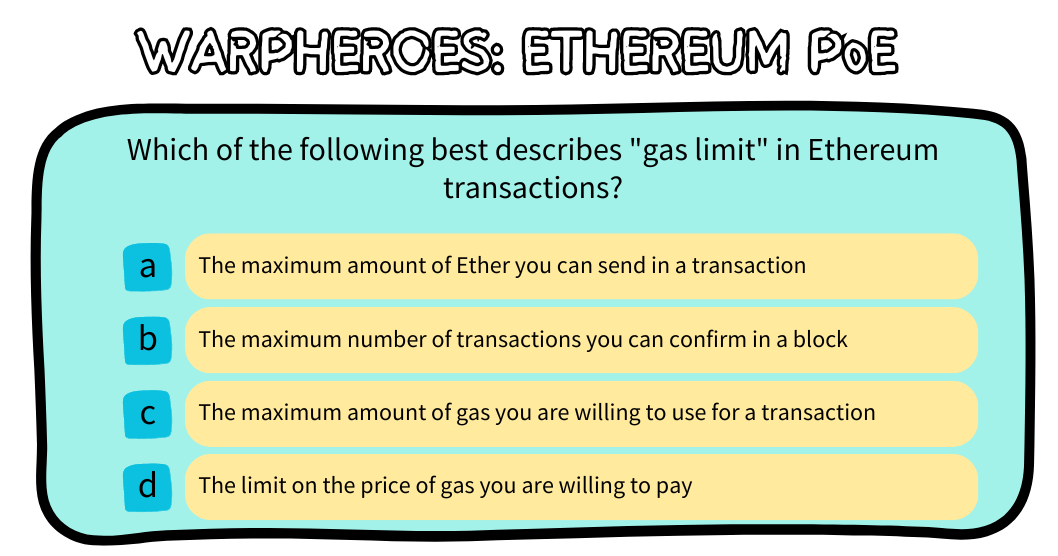 WARPHEROES: ETHEREUM PoE
Which of the following best describes "gas limit" in Ethereum
transactions?
a The maximum amount of Ether you can send in a transaction
b The maximum number of transactions you can confirm in a block
c The maximum amount of gas you are willing to use for a transaction
d The limit on the price of gas you are willing to pay